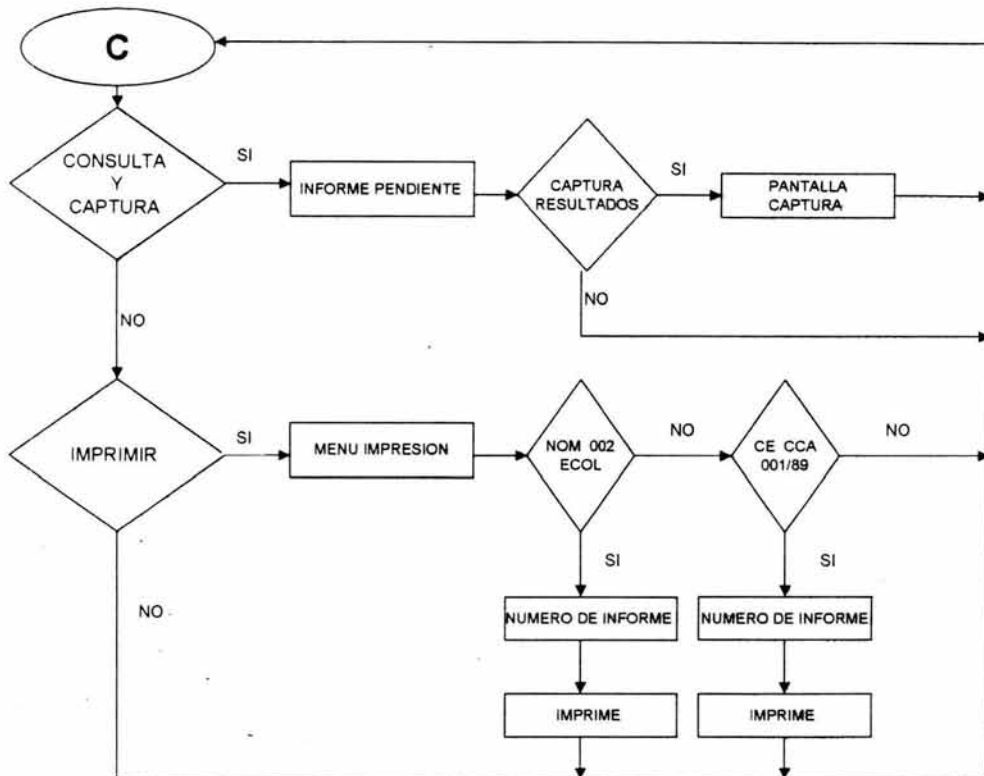 C
CONSULTA
Y
CAPTURA
SI
INFORME PENDIENTE
CAPTURA
RESULTADOS
SI
PANTALLA
CAPTURA
NO
NO
IMPRIMIR
SI
MENU IMPRESION
NOM 002
ECOL
NO
CE CCA
001/89
NO
SI
SI
NO
NUMERO DE INFORME
NUMERO DE INFORME
IMPRIME
IMPRIME